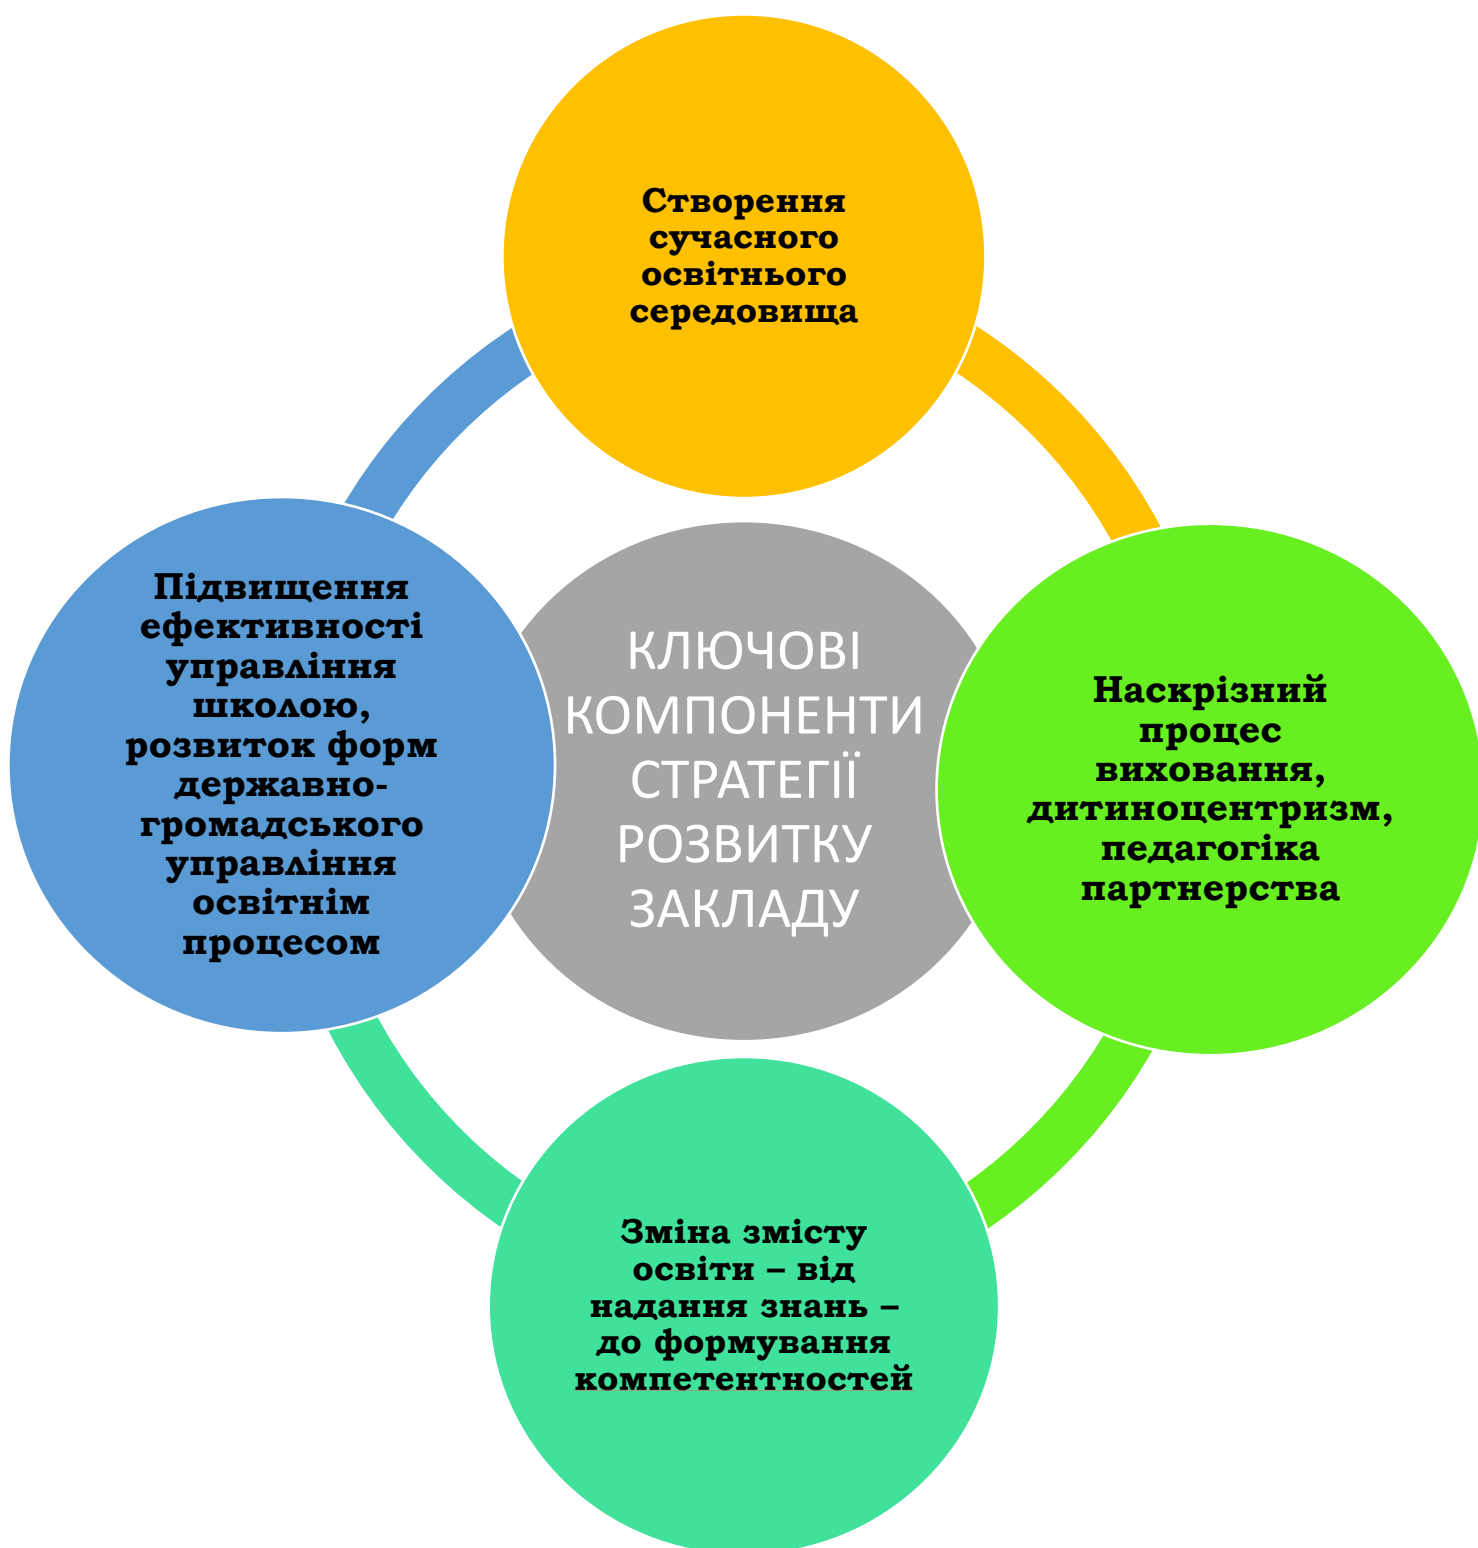 Створення
сучасного
освітнього
середовища
Підвищення
ефективності
управління
школою,
розвиток форм
державно-
громадського
управління
освітнім
процесом
КЛЮЧОВІ
КОМПОНЕНТИ
СТРАТЕГІЇ
РОЗВИТКУ
ЗАКЛАДУ
Наскрізний
процес
виховання,
дитиноцентризм,
педагогіка
партнерства
Зміна змісту
освіти – від
надання знань –
до формування
компетентностей